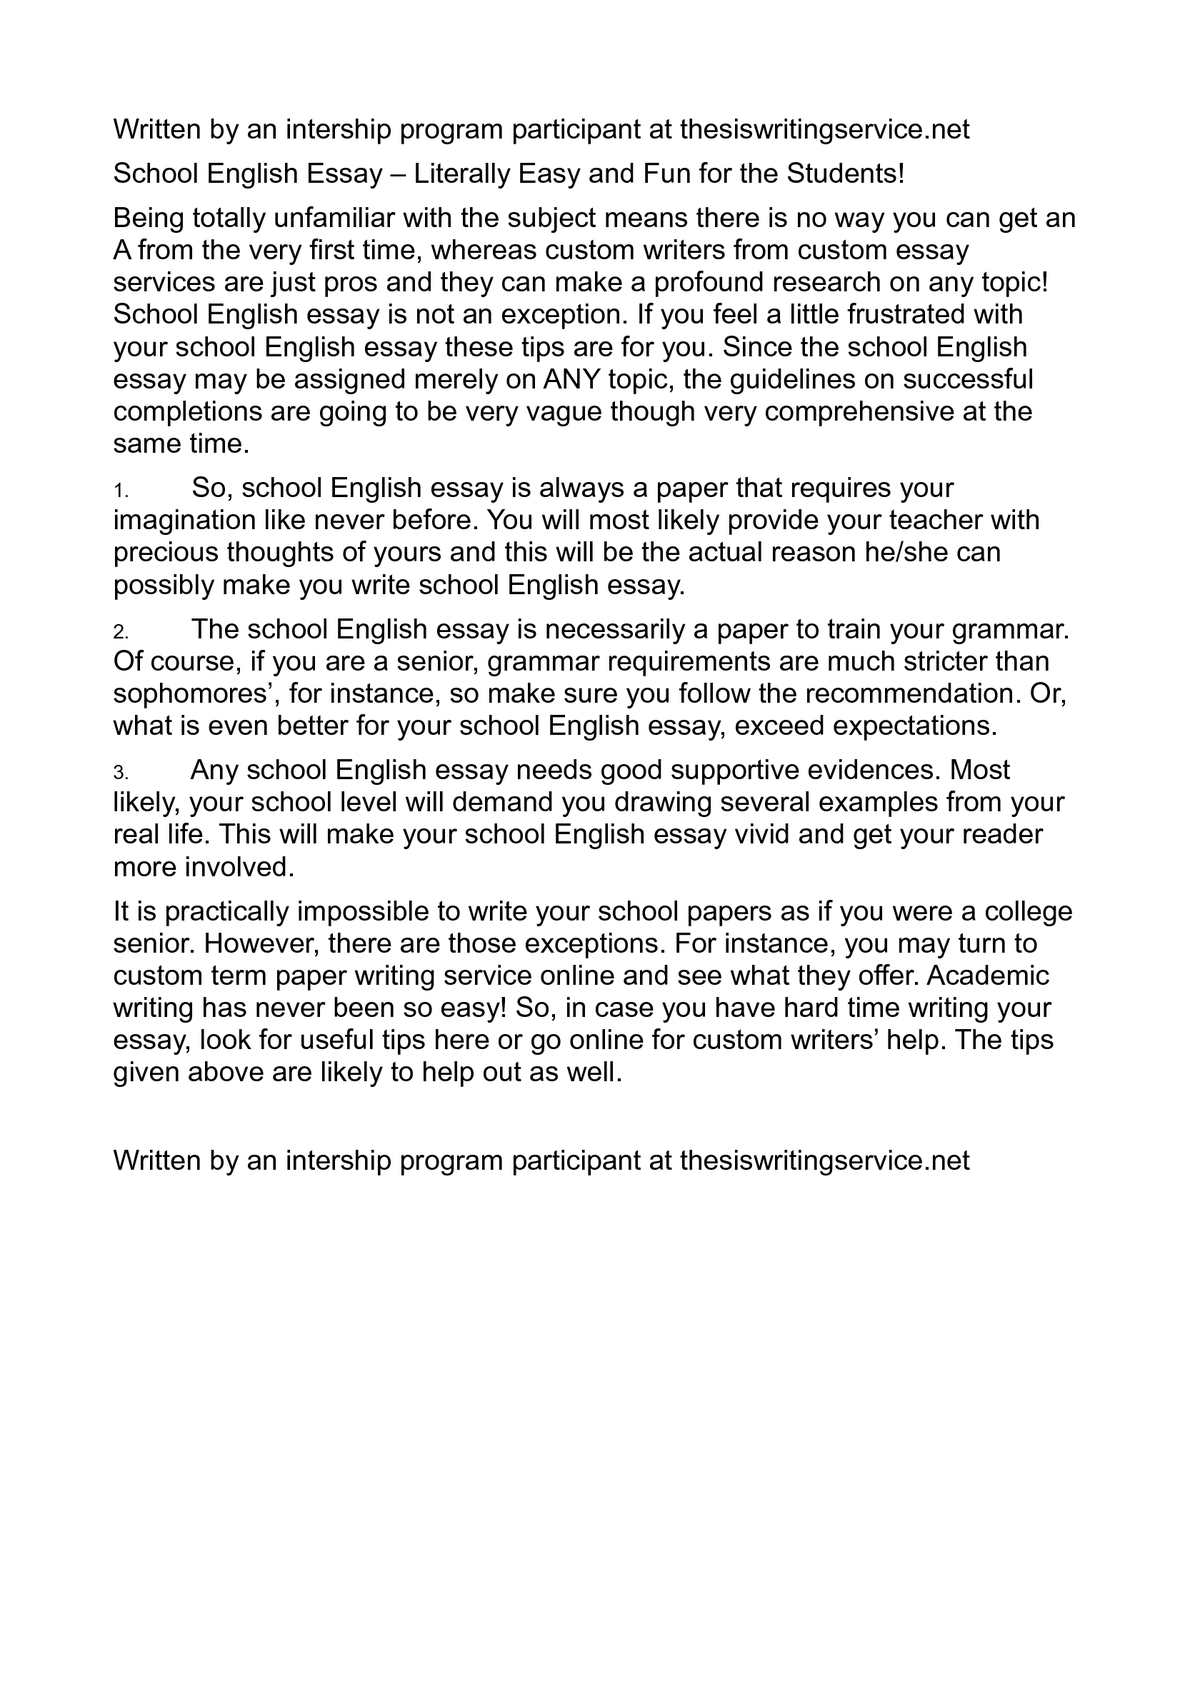 Written by an intership program participant at thesiswritingservice.net
School English Essay – Literally Easy and Fun for the Students!
Being totally unfamiliar with the subject means there is no way you can get an
A from the very first time, whereas custom writers from custom essay
services are just pros and they can make a profound research on any topic!
School English essay is not an exception. If you feel a little frustrated with
your school English essay these tips are for you. Since the school English
essay may be assigned merely on ANY topic, the guidelines on successful
completions are going to be very vague though very comprehensive at the
same time.
1. So, school English essay is always a paper that requires your
imagination like never before. You will most likely provide your teacher with
precious thoughts of yours and this will be the actual reason he/she can
possibly make you write school English essay.
2. The school English essay is necessarily a paper to train your grammar.
Of course, if you are a senior, grammar requirements are much stricter than
sophomores’, for instance, so make sure you follow the recommendation. Or,
what is even better for your school English essay, exceed expectations.
3. Any school English essay needs good supportive evidences. Most
likely, your school level will demand you drawing several examples from your
real life. This will make your school English essay vivid and get your reader
more involved.
It is practically impossible to write your school papers as if you were a college
senior. However, there are those exceptions. For instance, you may turn to
custom term paper writing service online and see what they offer. Academic
writing has never been so easy! So, in case you have hard time writing your
essay, look for useful tips here or go online for custom writers’ help. The tips
given above are likely to help out as well.
Written by an intership program participant at thesiswritingservice.net